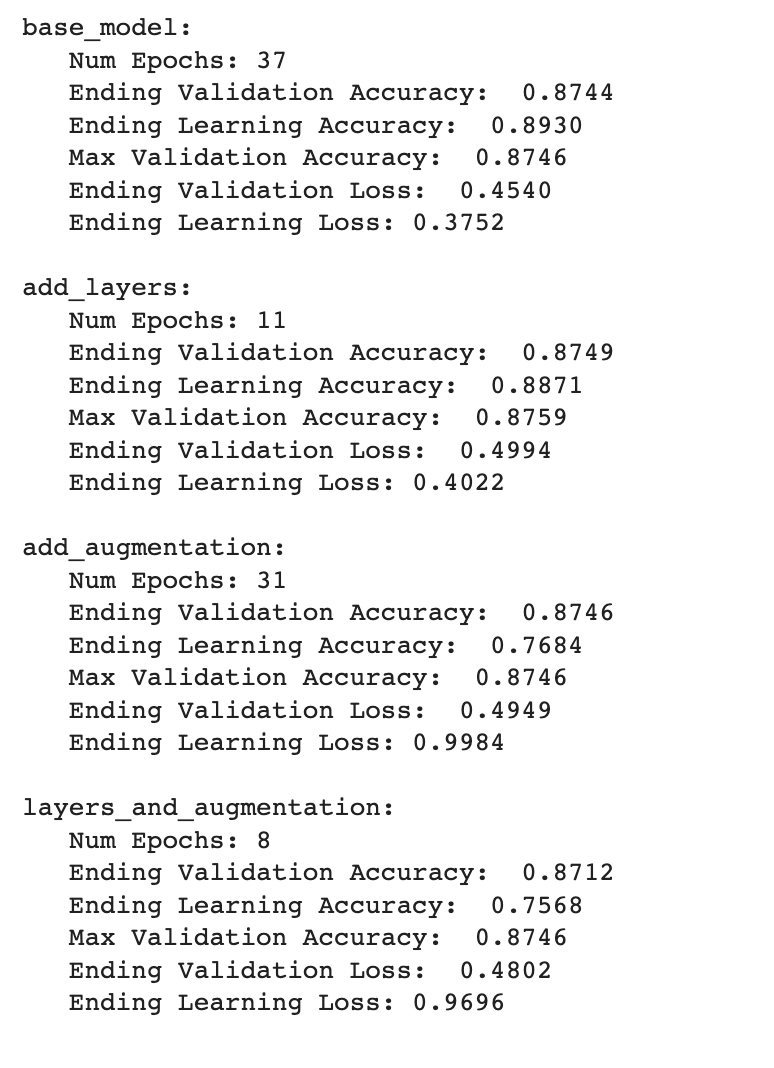 base_model:
Num Epochs: 37
Ending Validation Accuracy: 0.8744
Ending Learning Accuracy: 0.8930
Max Validation Accuracy: 0.8746
Ending Validation Loss: 0.4540
Ending Learning Loss: 0.3752
add_layers:
Num Epochs: 11
Ending Validation Accuracy: 0.8749
Ending Learning Accuracy: 0.8871
Max Validation Accuracy: 0.8759
Ending Validation Loss: 0.4994
Ending Learning Loss: 0.4022
add_augmentation:
Num Epochs: 31
Ending Validation Accuracy: 0.8746
Ending Learning Accuracy: 0.7684
Max Validation Accuracy: 0.8746
Ending Validation Loss: 0.4949
Ending Learning Loss: 0.9984
layers_and_augmentation:
Num Epochs: 8
Ending Validation Accuracy: 0.8712
Ending Learning Accuracy: 0.7568
Max Validation Accuracy: 0.8746
Ending Validation Loss: 0.4802
Ending Learning Loss: 0.9696